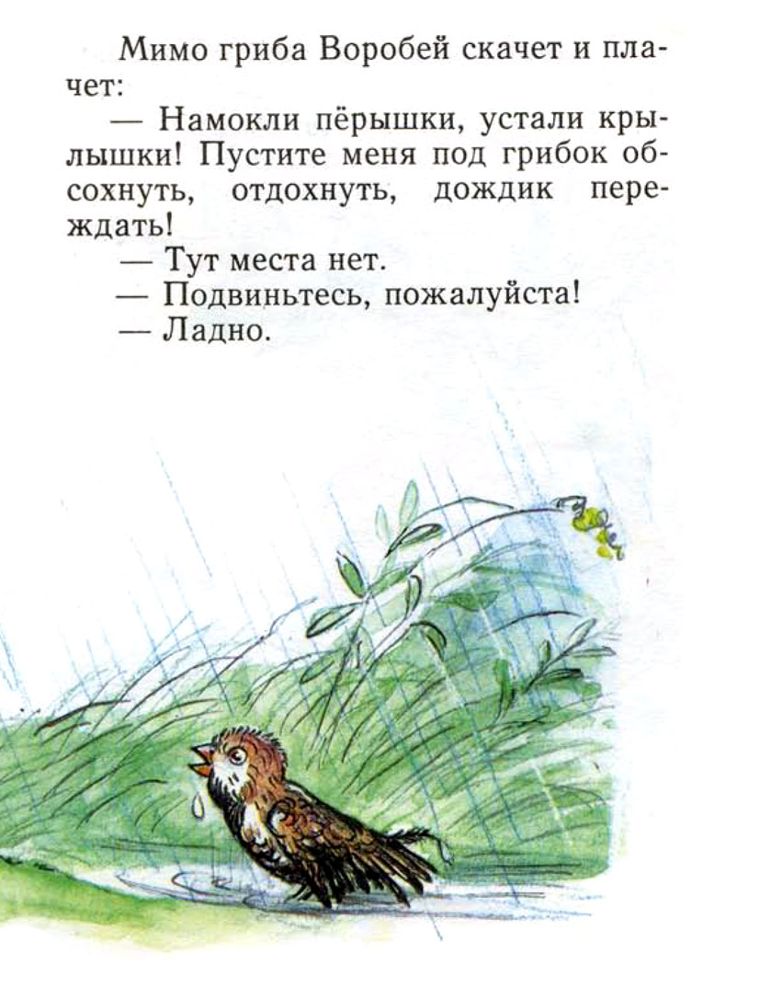 Мимо гриба Воробей скачет и пла-
чет:
— Намокли пёрышки, устали кры-
лышки! Пустите меня под грибок об-
сохнуть, отдохнуть, дождик пере-
ждать!
— Тут места нет.
— Подвиньтесь, пожалуйста!
— Ладно.